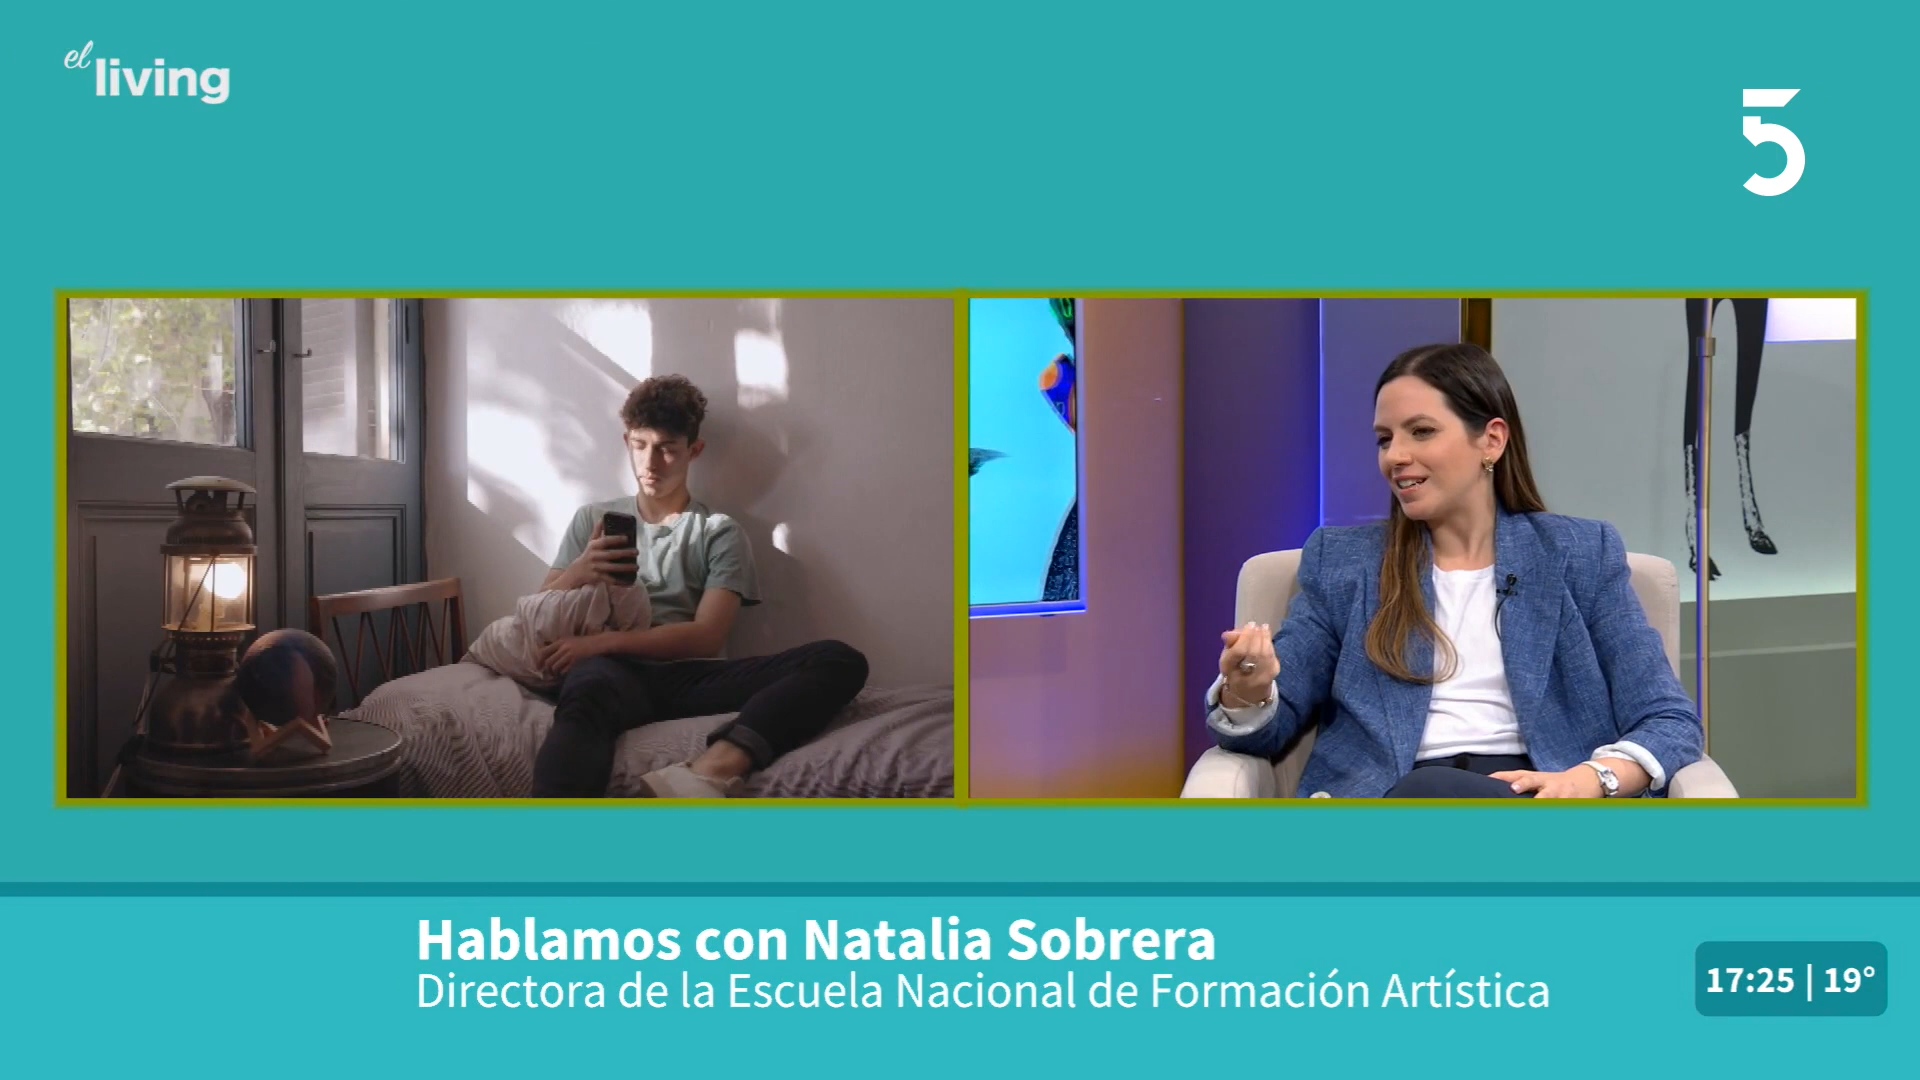 el
living
5
Hablamos con Natalia Sobrera
Directora de la Escuela Nacional de Formación Artística
17:25 | 19°